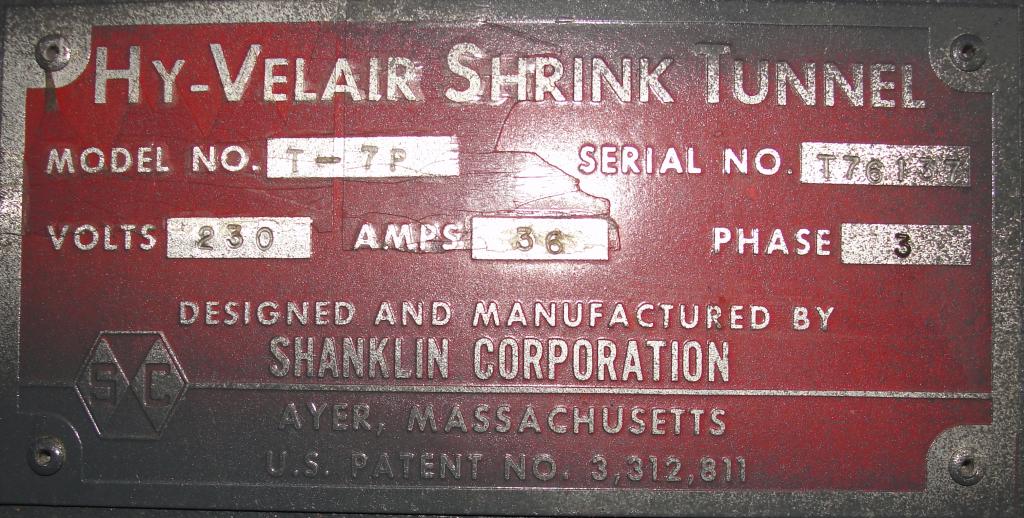 HY-VELAIR SHRINK TUNNEL
MODEL NO. T-7P SERIAL NO. T76137
VOLTS 230 AMPS 36 PHASE 3
DESIGNED AND MANUFACTURED BY
SHANKLIN CORPORATION
SC
AYER, MASSACHUSETTS
U.S. PATENT NO. 3,312,811